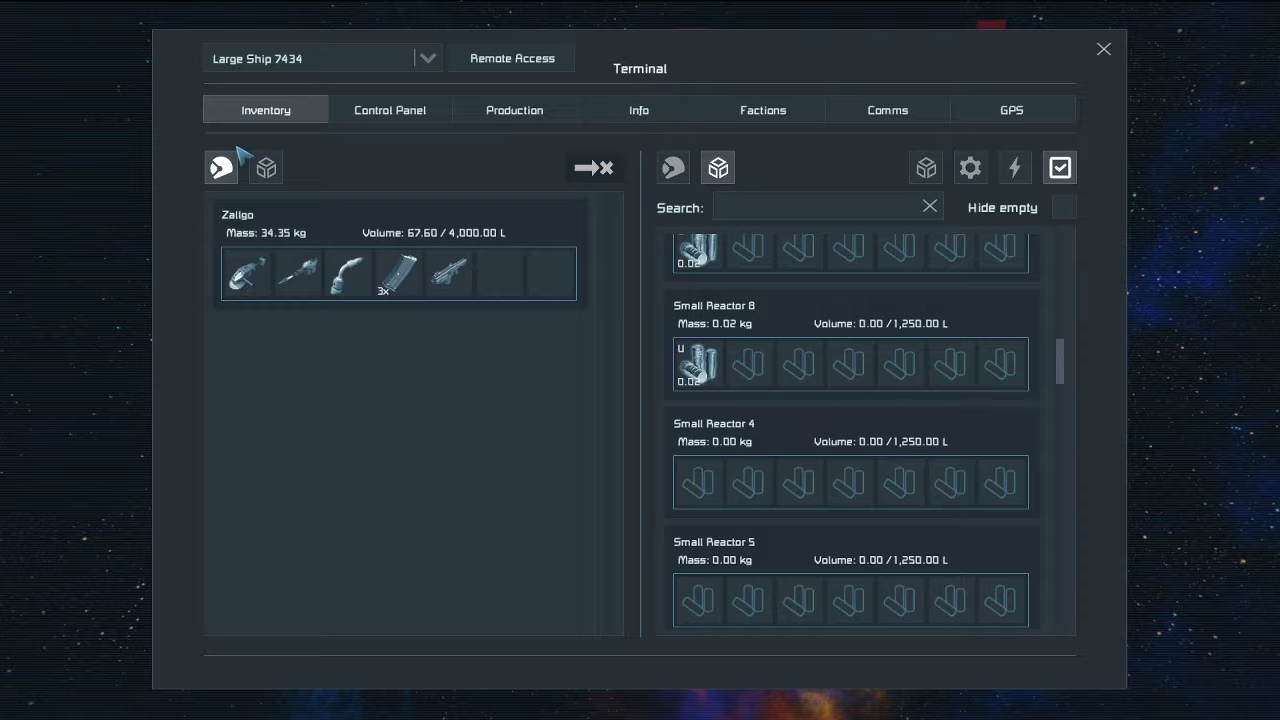 Large Ship 7434
Remote Access
Terminal
Inventory
Control Panel
Production
Info
Factions
Comms
GPS
Zallgo
Mass: 34.35 kg
Volume: 67.60 / 4,000.00 L
3x
Search:
Hide empty
0.02
Small Reactor 8
Mass: 0.02 kg
Volume: 0.00 / 1,250.00 L
U
0.02
Small Reactor 4
Mass: 0.00 kg
Volume: 0.00 / 1,250.00 L
Small Reactor 5
Mass: 0.00 kg
Volume: 0.00 / 1,250.00 L